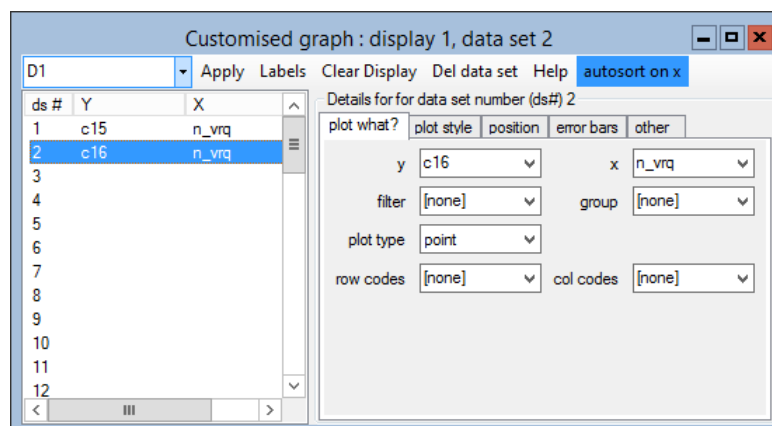 Customised graph : display 1, data set 2
D1 Apply Labels Clear Display Del data set Help autosort on x
ds # Y X
1 c15 n_vrq
2 c16 n_vrq
3
4
5
6
7
8
9
10
11
12
Details for for data set number (ds#) 2
plot what? plot style position error bars other
y c16 x n_vrq
filter [none] group [none]
plot type point
row codes [none] col codes [none]